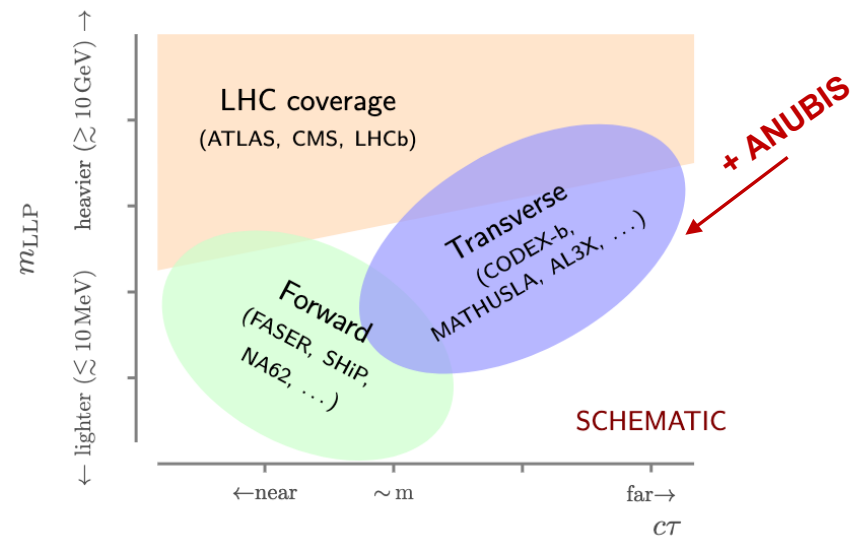 LHC coverage
(ATLAS, CMS, LHCb)
+ ANUBIS
Transverse
(CODEX-b,
MATHUSLA, AL3X, ...)
Forward
(FASER, SHiP,
NA62, ...)
SCHEMATIC
m_LLP
← lighter (≲ 10 MeV)
heavier (≳ 10 GeV) →
←near
∼ m
far→
cτ